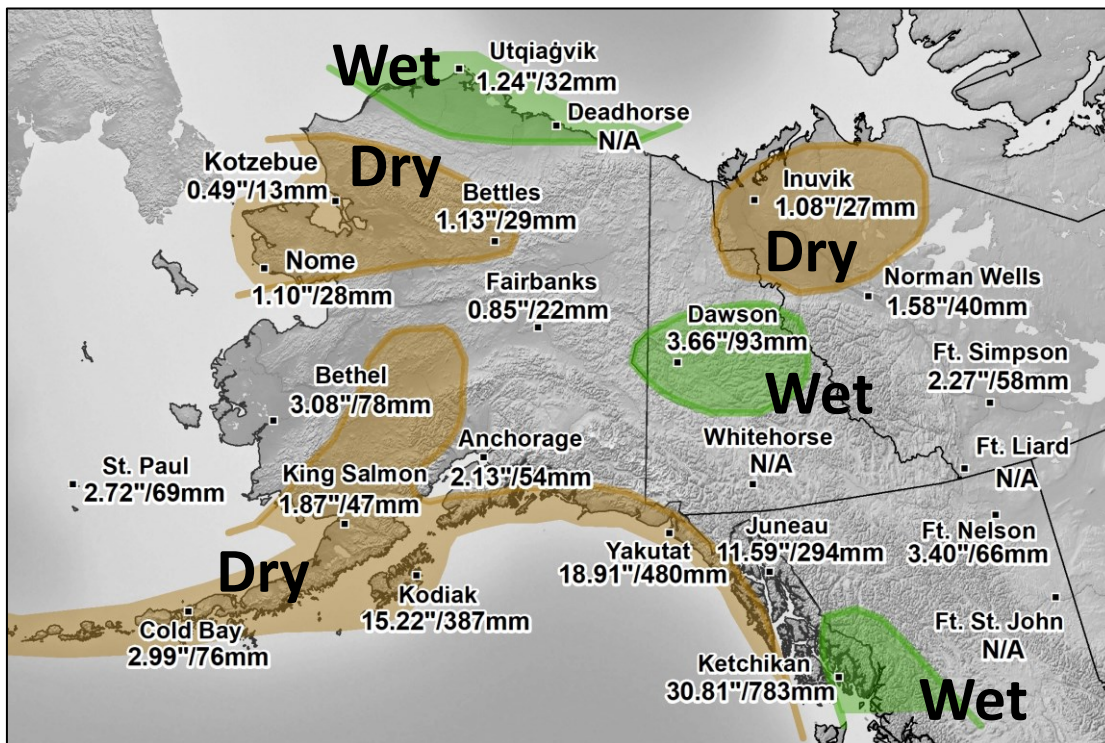 Wet
Utqiaġvik
1.24"/32mm
Deadhorse
N/A
Kotzebue
0.49"/13mm
Dry
Bettles
1.13"/29mm
Inuvik
1.08"/27mm
Dry
Nome
1.10"/28mm
Fairbanks
0.85"/22mm
Norman Wells
1.58"/40mm
Dawson
3.66"/93mm
Wet
Ft. Simpson
2.27"/58mm
Bethel
3.08"/78mm
Anchorage
2.13"/54mm
Whitehorse
N/A
Ft. Liard
N/A
St. Paul
2.72"/69mm
King Salmon
1.87"/47mm
Juneau
11.59"/294mm
Ft. Nelson
3.40"/66mm
Yakutat
18.91"/480mm
Dry
Kodiak
15.22"/387mm
Cold Bay
2.99"/76mm
Ft. St. John
N/A
Ketchikan
30.81"/783mm
Wet